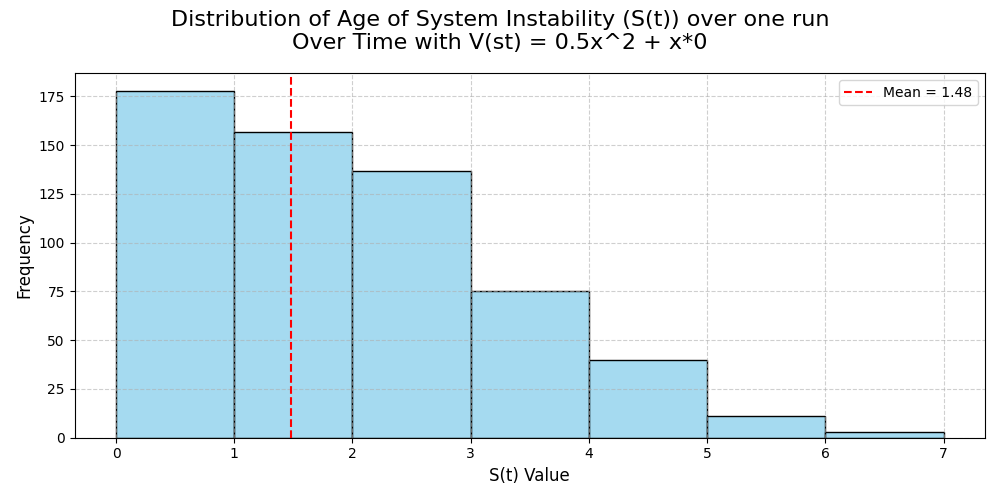 Distribution of Age of System Instability (S(t)) over one run
Over Time with V(st) = 0.5x^2 + x*0
Mean = 1.48
Frequency
175
150
125
100
75
50
25
0
0 1 2 3 4 5 6 7
S(t) Value